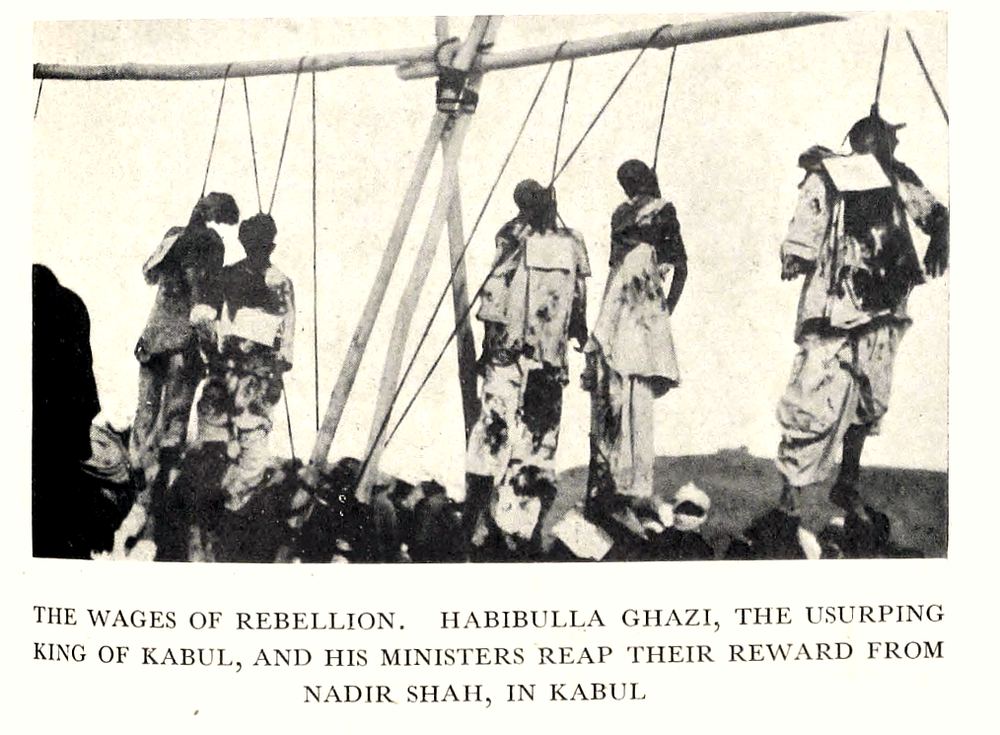 THE WAGES OF REBELLION. HABIBULLA GHAZI, THE USURPING
KING OF KABUL, AND HIS MINISTERS REAP THEIR REWARD FROM
NADIR SHAH, IN KABUL